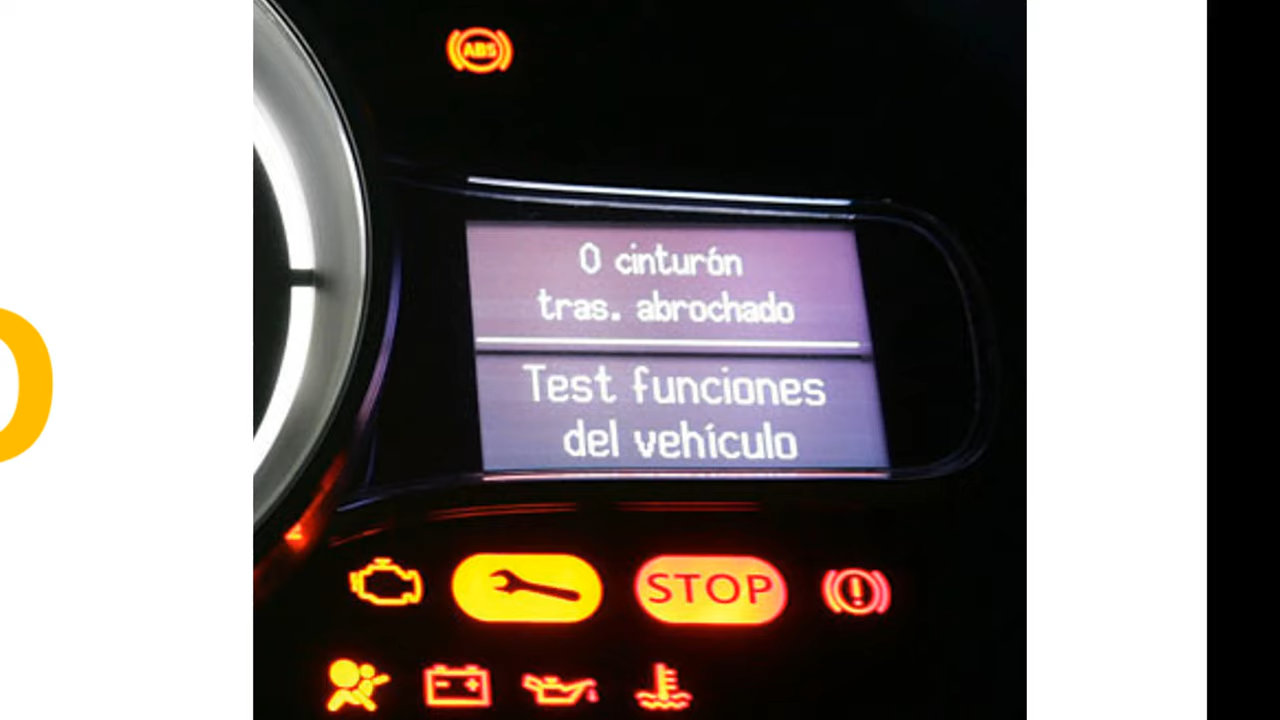 ABS
0 cinturón
tras. abrochado
Test funciones
del vehículo
STOP